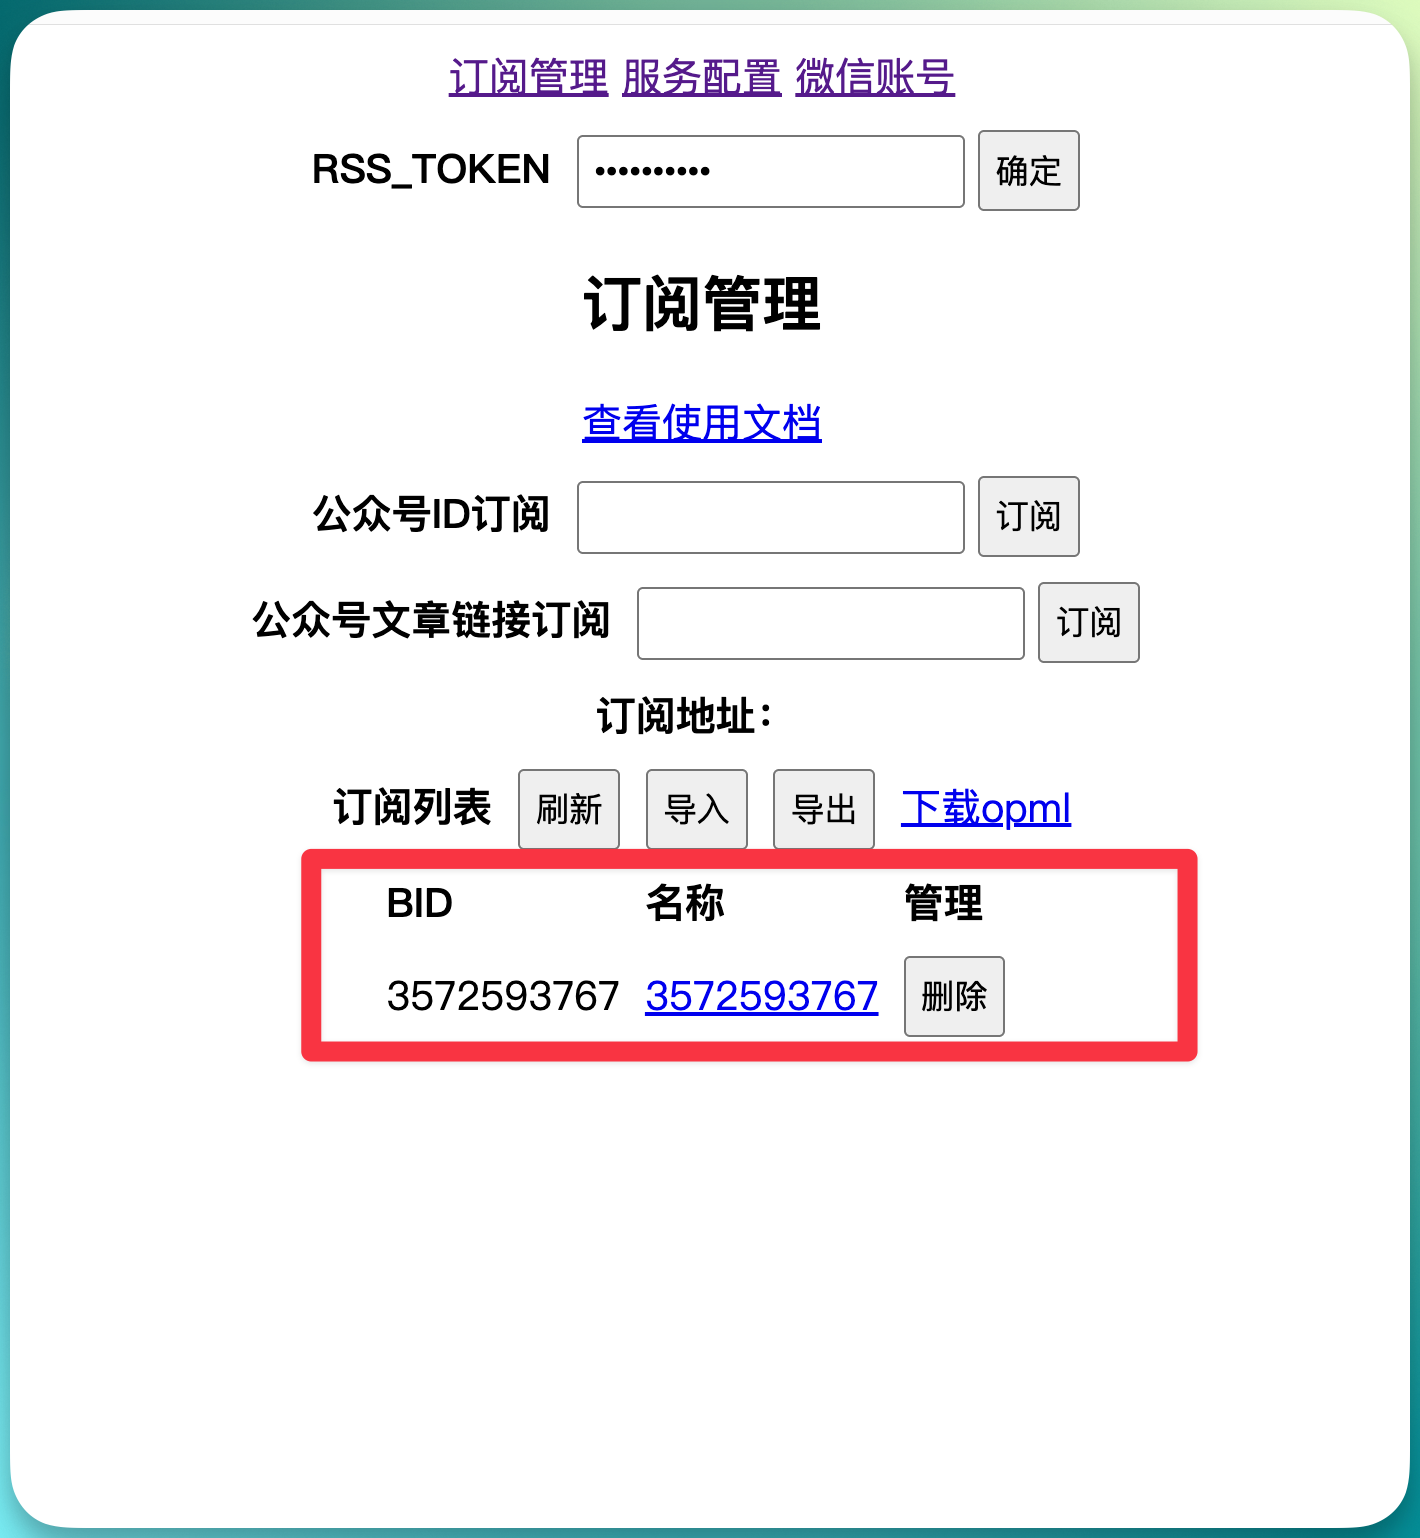 订阅管理 服务配置 微信账号
RSS_TOKEN •••••••••• 确定
订阅管理
查看使用文档
公众号ID订阅 订阅
公众号文章链接订阅 订阅
订阅地址：
订阅列表 刷新 导入 导出 下载opml
BID 名称 管理
3572593767 3572593767 删除